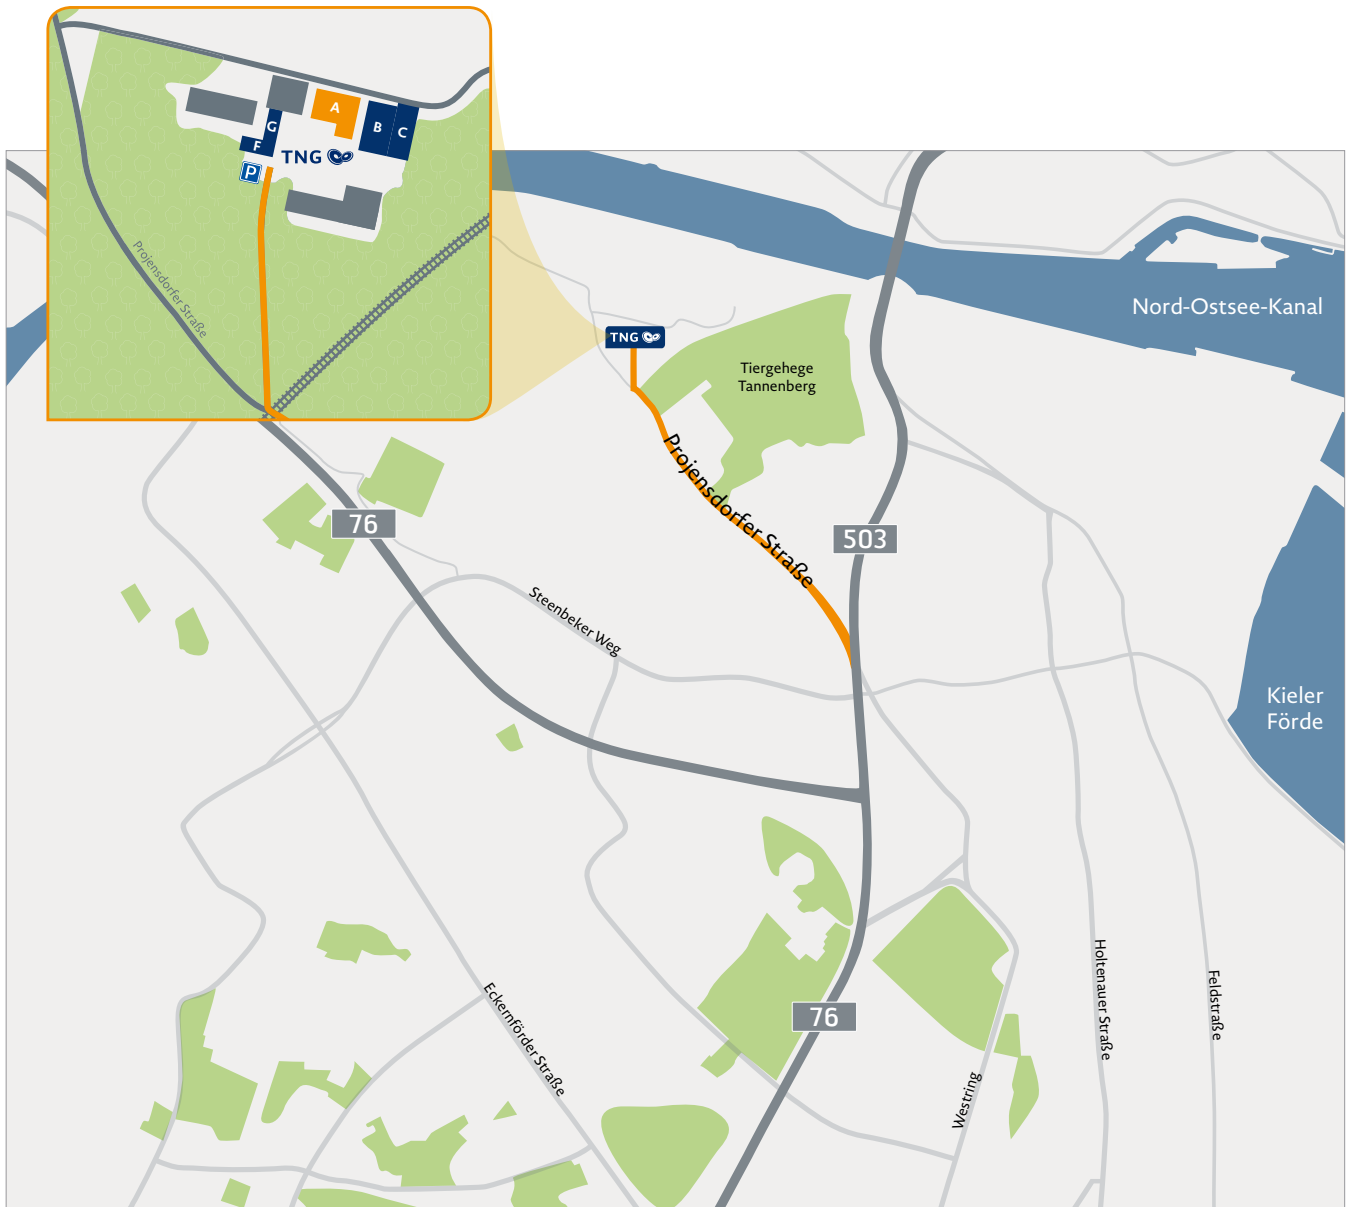 A
B
C
G
F
P
TNG
Projensdorfer Straße
Nord-Ostsee-Kanal
TNG
Tiergehege
Tannenberg
Projensdorfer Straße
76
503
Steenbeker Weg
Kieler
Förde
Eckernförder Straße
76
Holtenauer Straße
Feldstraße
Westring